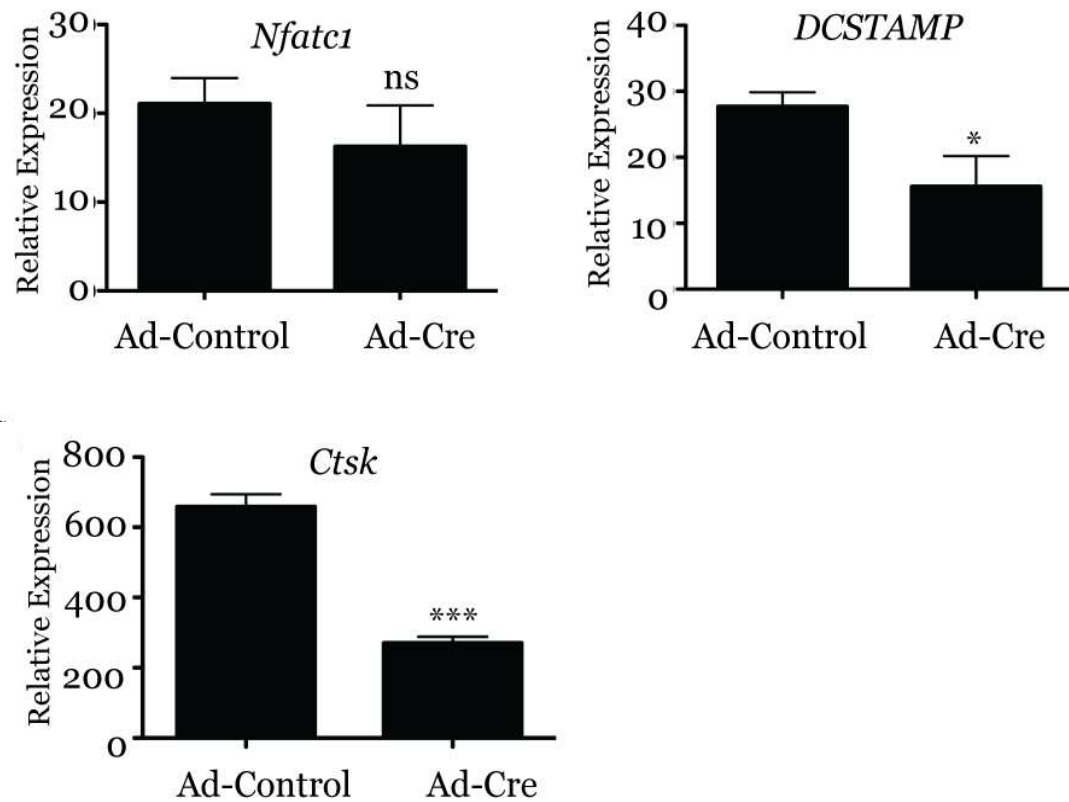 Nfatc1
Relative Expression
30
20
10
0
ns
Ad-Control Ad-Cre
DCSTAMP
Relative Expression
40
30
20
10
0
*
Ad-Control Ad-Cre
Ctsk
Relative Expression
800
600
400
200
0
***
Ad-Control Ad-Cre